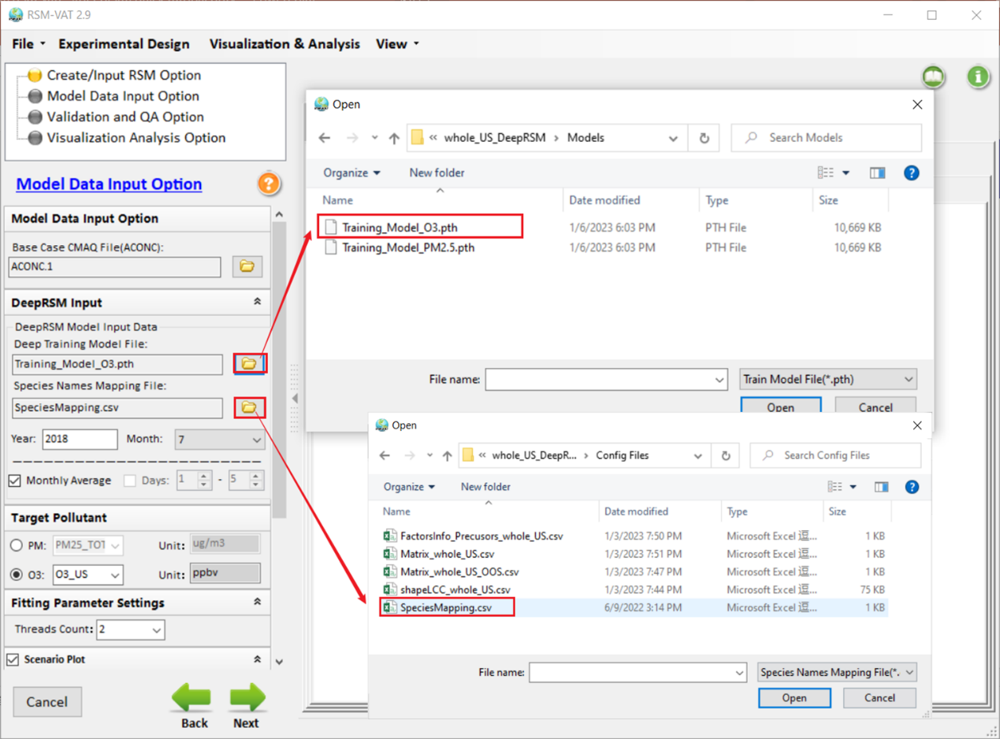 RSM-VAT 2.9
File Experimental Design Visualization & Analysis View
Create/Input RSM Option
Model Data Input Option
Validation and QA Option
Visualization Analysis Option
Model Data Input Option
?
Model Data Input Option
Base Case CMAQ File(ACONC):
ACONC.1
DeepRSM Input
DeepRSM Model Input Data
Deep Training Model File:
Training_Model_O3.pth
Species Names Mapping File:
SpeciesMapping.csv
Year: 2018 Month: 7
Monthly Average Days: 1 - 5
Target Pollutant
PM: PM25_TOT Unit: ug/m3
O3: O3_US Unit: ppbv
Fitting Parameter Settings
Threads Count: 2
Scenario Plot
Cancel
Back Next
Open
« whole_US_DeepRSM › Models
Search Models
Organize New folder
?
Name Date modified Type Size
Training_Model_O3.pth 1/6/2023 6:03 PM PTH File 10,669 KB
Training_Model_PM2.5.pth 1/6/2023 6:03 PM PTH File 10,669 KB
File name: Train Model File(*.pth)
Open Cancel
Open
« whole_US_DeepR... › Config Files
Search Config Files
Organize New folder
?
Name Date modified Type Size
FactorsInfo_Precusors_whole_US.csv 1/3/2023 7:50 PM Microsoft Excel 逗... 1 KB
Matrix_whole_US.csv 1/3/2023 7:51 PM Microsoft Excel 逗... 1 KB
Matrix_whole_US_OOS.csv 1/3/2023 7:47 PM Microsoft Excel 逗... 1 KB
shapeLCC_whole_US.csv 1/3/2023 7:44 PM Microsoft Excel 逗... 75 KB
SpeciesMapping.csv 6/9/2022 3:14 PM Microsoft Excel 逗... 1 KB
File name: Species Names Mapping File(*.
Open Cancel